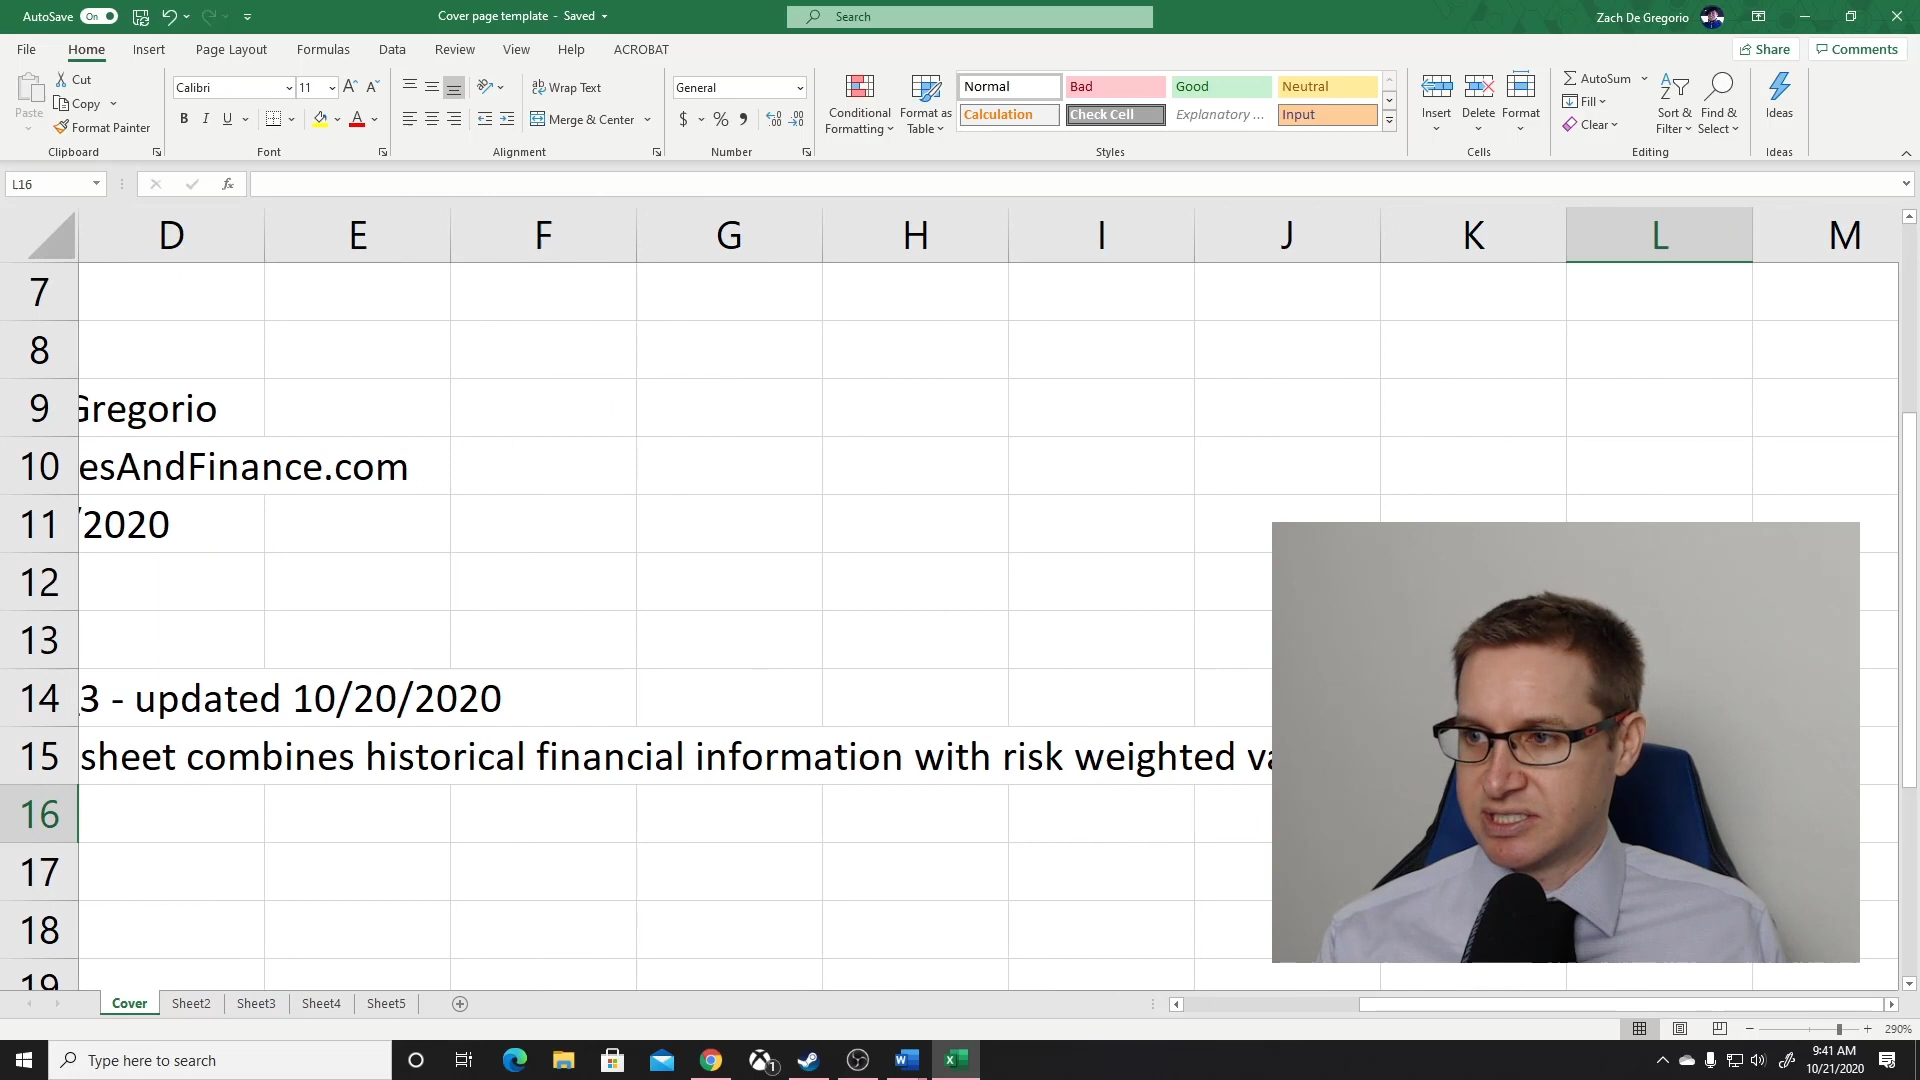 AutoSave On
Cover page template - Saved
Search
Zach De Gregorio
File Home Insert Page Layout Formulas Data Review View Help ACROBAT
Share Comments
Paste
Cut
Copy
Format Painter
Clipboard
Calibri 11
A A
B I U A
Font
Wrap Text
Merge & Center
Alignment
General
$ % 9
Number
Conditional Formatting
Format as Table
Normal Bad Good Neutral
Calculation Check Cell Explanatory ... Input
Styles
Insert Delete Format
Cells
AutoSum
Fill
Clear
Sort & Filter
Find & Select
Editing
Ideas
Ideas
L16
fx
D E F G H I J K L M
7
8
9 Gregorio
10 esAndFinance.com
11 /2020
12
13
14 3 - updated 10/20/2020
15 sheet combines historical financial information with risk weighted va
16
17
18
19
Cover Sheet2 Sheet3 Sheet4 Sheet5
290%
Type here to search
1
9:41 AM
10/21/2020